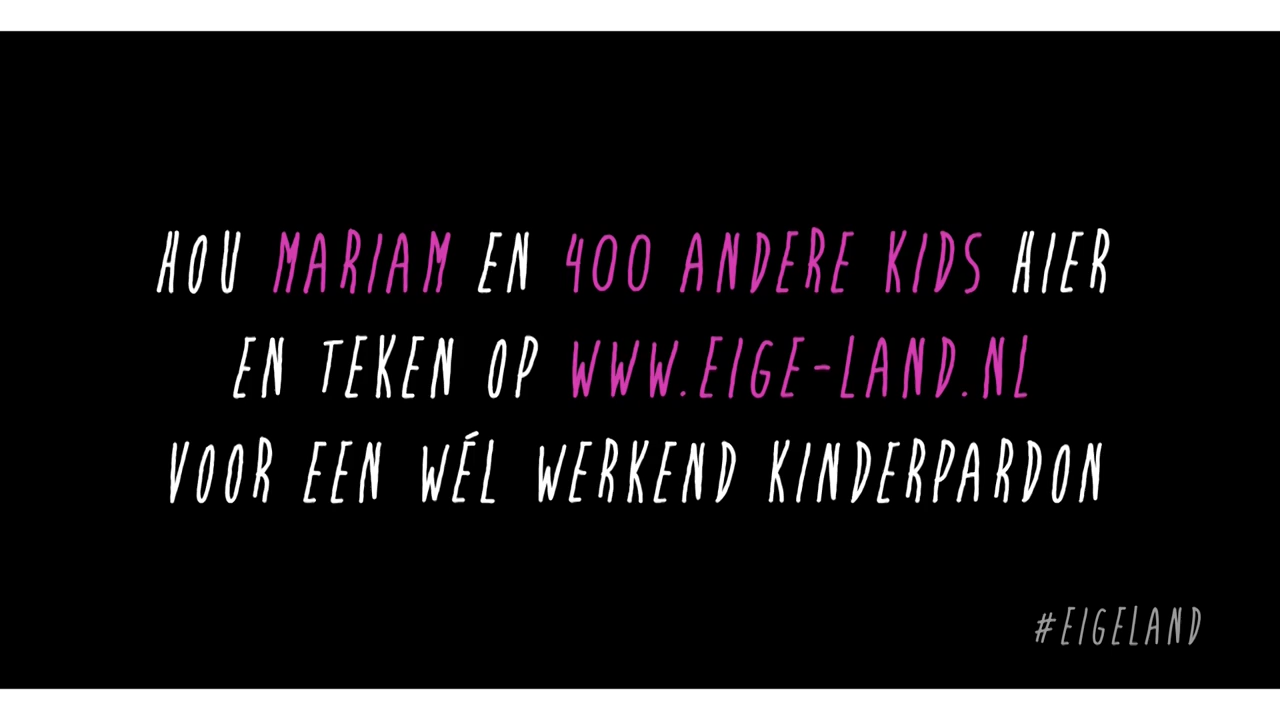 HOU MARIAM EN 400 ANDERE KIDS HIER
EN TEKEN OP WWW.EIGE-LAND.NL
VOOR EEN WÉL WERKEND KINDERPARDON
#EIGELAND